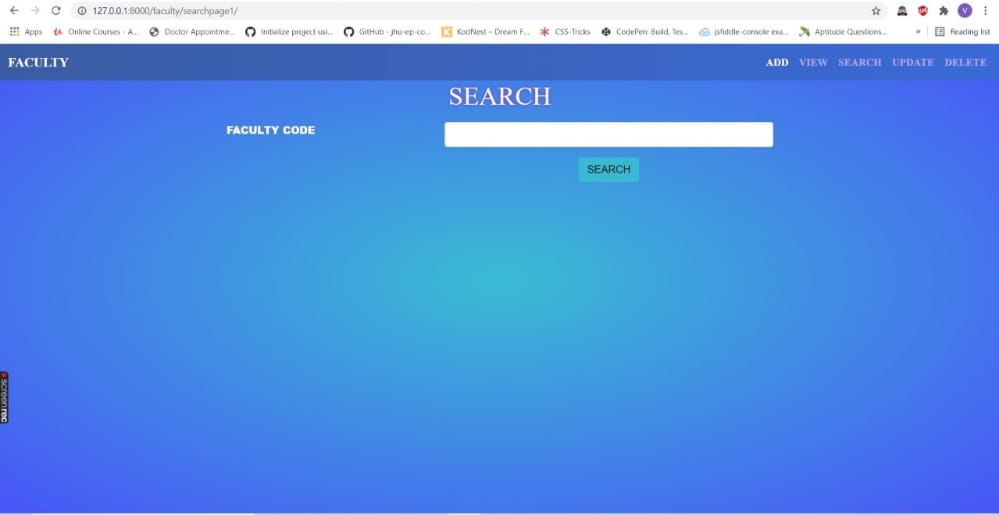 127.0.0.1:8000/faculty/searchpage1/
V
Apps Online Courses - A... Doctor Appointme... Initialize project usi... GitHub - jhu-ep-co... KodNest – Dream F... CSS-Tricks CodePen: Build, Tes... jsfiddle-console exa... Aptitude Questions... » Reading list
FACULTY ADD VIEW SEARCH UPDATE DELETE
SEARCH
FACULTY CODE
SEARCH
screenrec